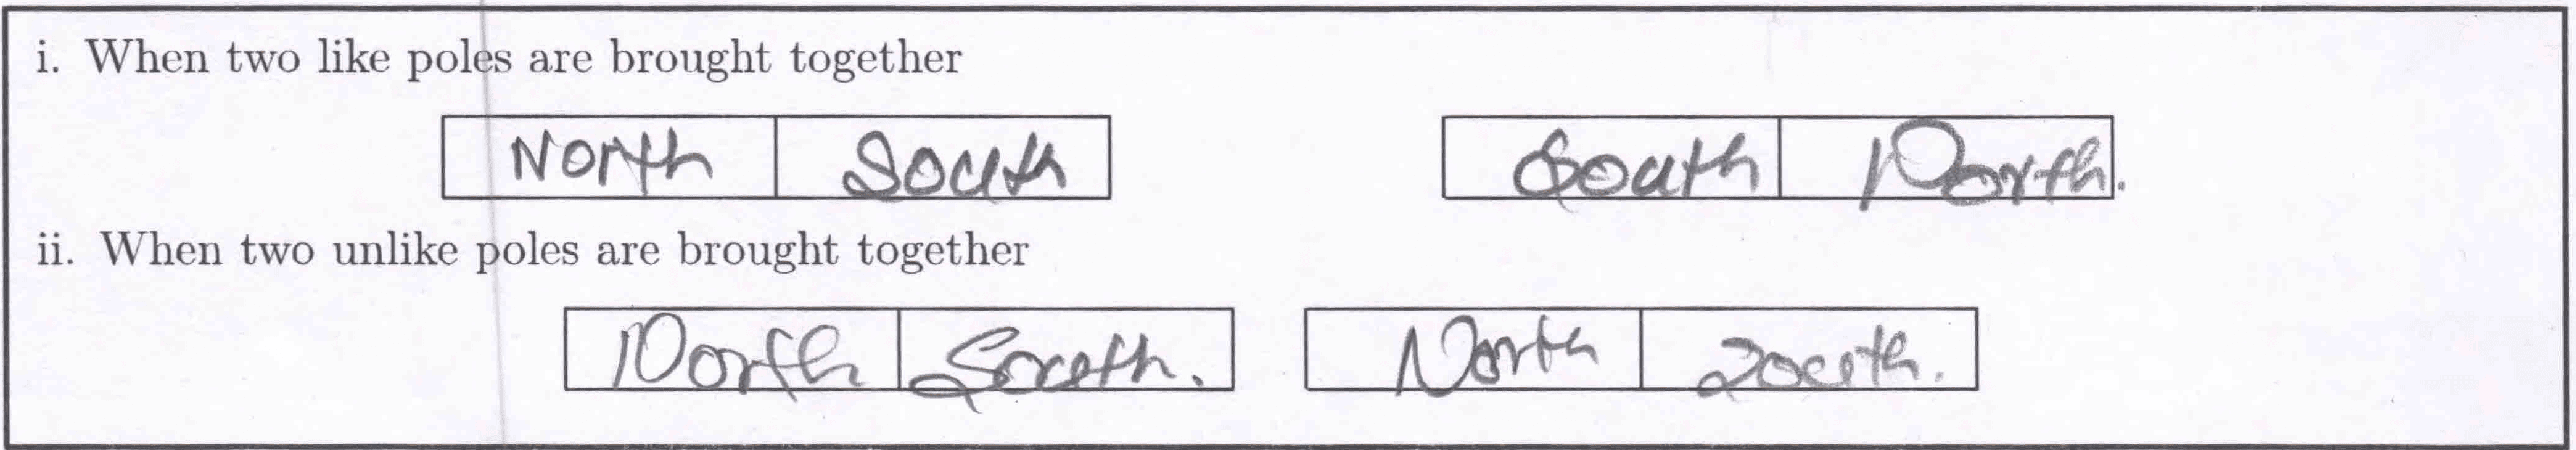 i. When two like poles are brought together
North South South North.
ii. When two unlike poles are brought together
North South. North South.